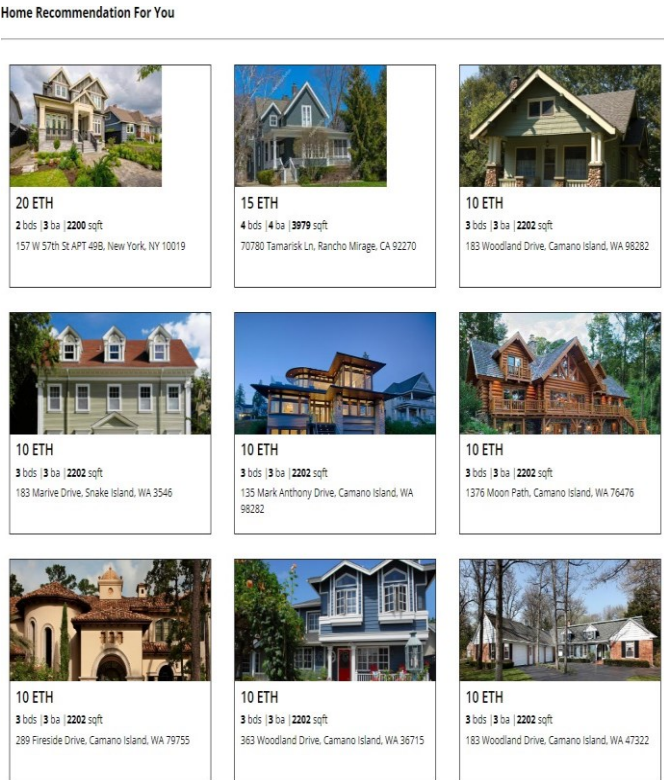 Home Recommendation For You
20 ETH
2 bds |3 ba |2200 sqft
157 W 57th St APT 49B, New York, NY 10019
15 ETH
4 bds |4 ba |3979 sqft
70780 Tamarisk Ln, Rancho Mirage, CA 92270
10 ETH
3 bds |3 ba |2202 sqft
183 Woodland Drive, Camano Island, WA 98282
10 ETH
3 bds |3 ba |2202 sqft
183 Marive Drive, Snake Island, WA 3546
10 ETH
3 bds |3 ba |2202 sqft
135 Mark Anthony Drive, Camano Island, WA
98282
10 ETH
3 bds |3 ba |2202 sqft
1376 Moon Path, Camano Island, WA 76476
10 ETH
3 bds |3 ba |2202 sqft
289 Fireside Drive, Camano Island, WA 79755
10 ETH
3 bds |3 ba |2202 sqft
363 Woodland Drive, Camano Island, WA 36715
10 ETH
3 bds |3 ba |2202 sqft
183 Woodland Drive, Camano Island, WA 47322